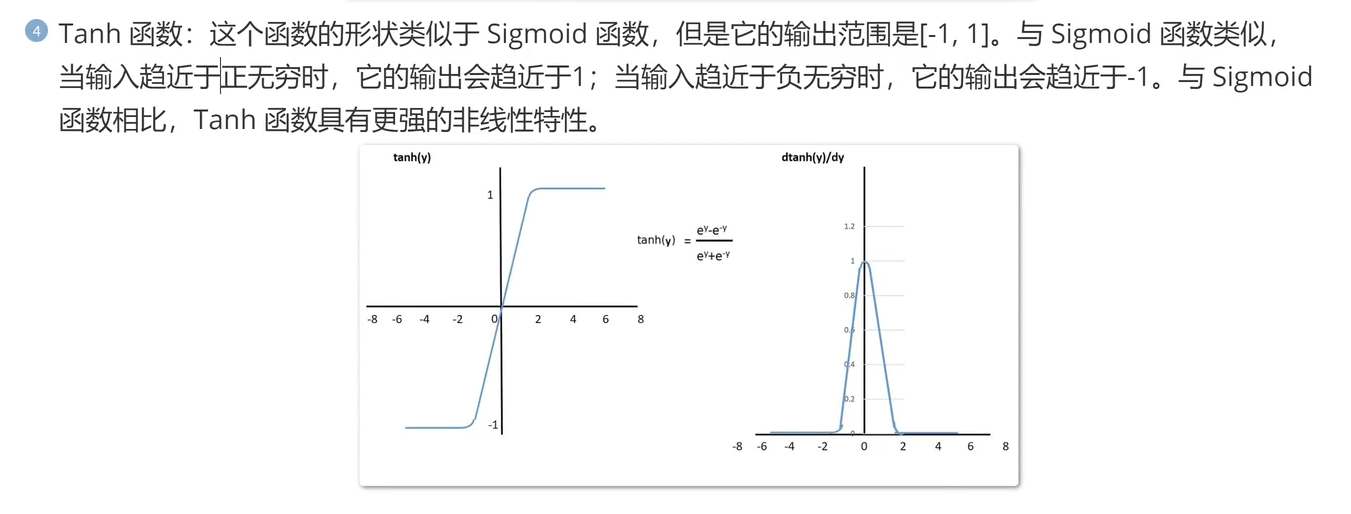 4 Tanh 函数：这个函数的形状类似于 Sigmoid 函数，但是它的输出范围是[-1, 1]。与 Sigmoid 函数类似，
当输入趋近于正无穷时，它的输出会趋近于1；当输入趋近于负无穷时，它的输出会趋近于-1。与 Sigmoid
函数相比，Tanh 函数具有更强的非线性特性。
tanh(y)
1
-8 -6 -4 -2 0 2 4 6 8
-1
tanh(y) = 
eʸ-e⁻ʸ
eʸ+e⁻ʸ
dtanh(y)/dy
1.2
1
0.8
0.6
0.4
0.2
0
-8 -6 -4 -2 0 2 4 6 8